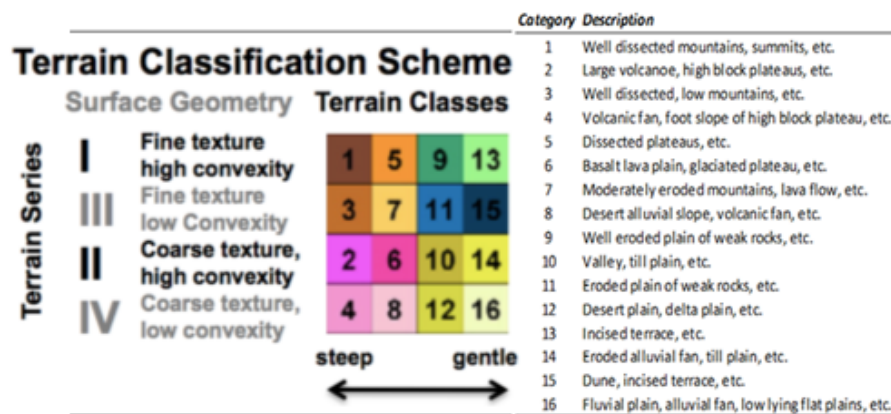 Terrain Classification Scheme
Surface Geometry Terrain Classes
Terrain Series
I Fine texture
high convexity
1 5 9 13
III Fine texture
low Convexity
3 7 11 15
II Coarse texture,
high convexity
2 6 10 14
IV Coarse texture,
low convexity
4 8 12 16
steep gentle
Category Description
1 Well dissected mountains, summits, etc.
2 Large volcanoe, high block plateaus, etc.
3 Well dissected, low mountains, etc.
4 Volcanic fan, foot slope of high block plateau, etc.
5 Dissected plateaus, etc.
6 Basalt lava plain, glaciated plateau, etc.
7 Moderately eroded mountains, lava flow, etc.
8 Desert alluvial slope, volcanic fan, etc.
9 Well eroded plain of weak rocks, etc.
10 Valley, till plain, etc.
11 Eroded plain of weak rocks, etc.
12 Desert plain, delta plain, etc.
13 Incised terrace, etc.
14 Eroded alluvial fan, till plain, etc.
15 Dune, incised terrace, etc.
16 Fluvial plain, alluvial fan, low lying flat plains, etc.